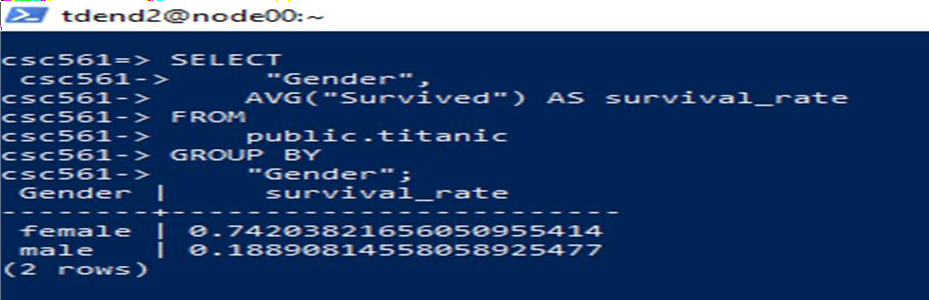 tdend2@node00:~
csc561=> SELECT
csc561-> "Gender",
csc561-> AVG("Survived") AS survival_rate
csc561-> FROM
csc561-> public.titanic
csc561-> GROUP BY
csc561-> "Gender";
Gender | survival_rate
--------+------------------------
female | 0.74203821656050955414
male | 0.18890814558058925477
(2 rows)